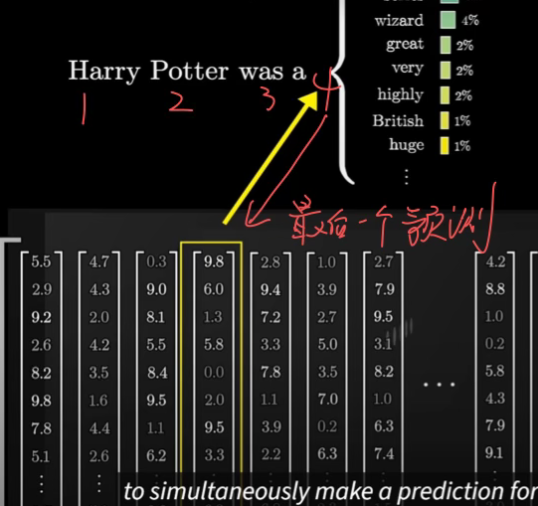 wizard 4%
great 2%
Harry Potter was a
very 2%
1 2 3 4
highly 2%
British 1%
huge 1%
⋮
最后一个预测
5.5 4.7 0.3 9.8 2.8 1.0 2.7 4.2
2.9 4.3 9.0 6.0 9.4 3.9 7.9 8.8
9.2 2.0 8.1 1.3 7.2 2.7 9.5 1.0
2.6 4.2 5.5 5.8 3.3 5.0 3.1 0.2
8.2 3.5 8.4 0.0 7.8 3.5 8.2 ⋯ 5.8
9.8 1.6 9.5 2.0 1.1 7.0 1.0 4.3
7.8 4.4 1.1 9.5 3.9 0.2 6.3 7.9
5.1 2.6 6.2 3.3 2.2 6.3 7.4 9.1
⋮ ⋮ ⋮ ⋮ ⋮ ⋮ ⋮ ⋮
to simultaneously make a prediction for